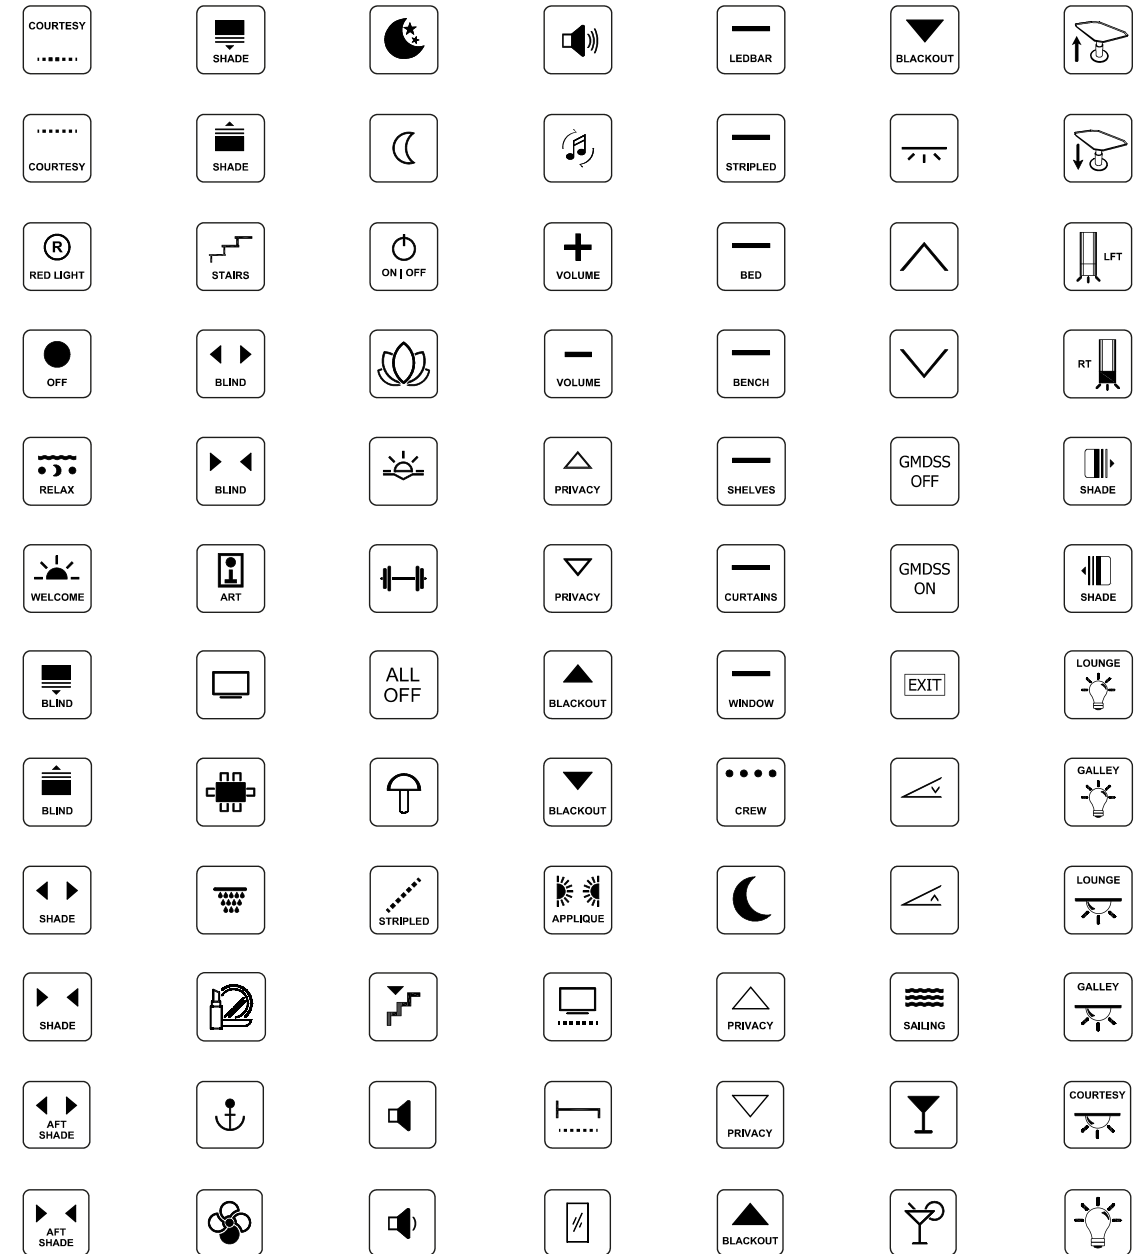 COURTESY
SHADE
LEDBAR
BLACKOUT
COURTESY
SHADE
STRIPLED
R
RED LIGHT
STAIRS
ON | OFF
VOLUME
BED
LFT
OFF
BLIND
VOLUME
BENCH
RT
RELAX
BLIND
PRIVACY
SHELVES
GMDSS
OFF
SHADE
WELCOME
ART
PRIVACY
CURTAINS
GMDSS
ON
SHADE
BLIND
ALL
OFF
BLACKOUT
WINDOW
EXIT
LOUNGE
BLIND
BLACKOUT
CREW
GALLEY
SHADE
STRIPLED
APPLIQUE
LOUNGE
SHADE
PRIVACY
SAILING
GALLEY
AFT
SHADE
PRIVACY
COURTESY
AFT
SHADE
BLACKOUT